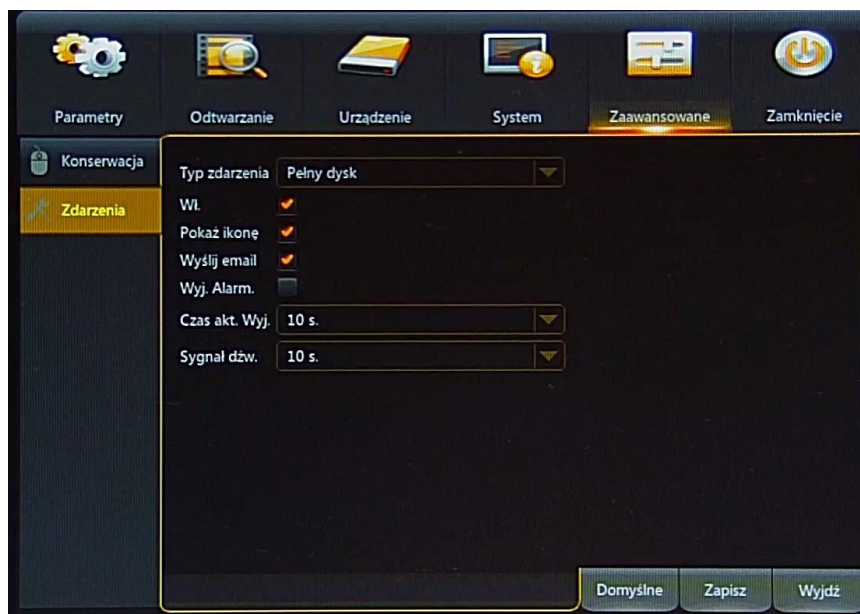 Parametry
Odtwarzanie
Urządzenie
System
Zaawansowane
Zamknięcie
Konserwacja
Zdarzenia
Typ zdarzenia Pełny dysk
Wł.
Pokaż ikonę
Wyślij email
Wyj. Alarm.
Czas akt. Wyj. 10 s.
Sygnał dźw. 10 s.
Domyślne
Zapisz
Wyjdź